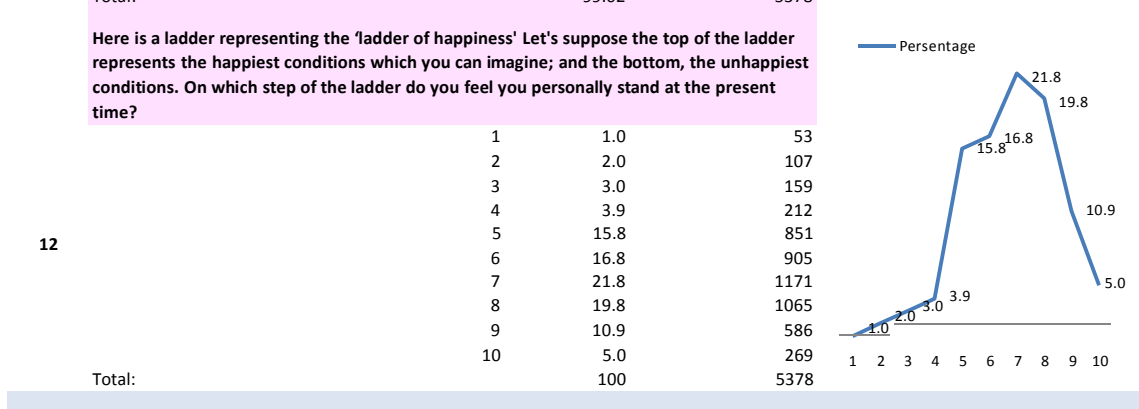 Here is a ladder representing the ‘ladder of happiness' Let's suppose the top of the ladder
represents the happiest conditions which you can imagine; and the bottom, the unhappiest
conditions. On which step of the ladder do you feel you personally stand at the present
time?
1 1.0 53
2 2.0 107
3 3.0 159
4 3.9 212
5 15.8 851
12
6 16.8 905
7 21.8 1171
8 19.8 1065
9 10.9 586
10 5.0 269
Total: 100 5378
Persentage
21.8
19.8
16.8
15.8
10.9
5.0
3.9
3.0
2.0
1.0
1 2 3 4 5 6 7 8 9 10